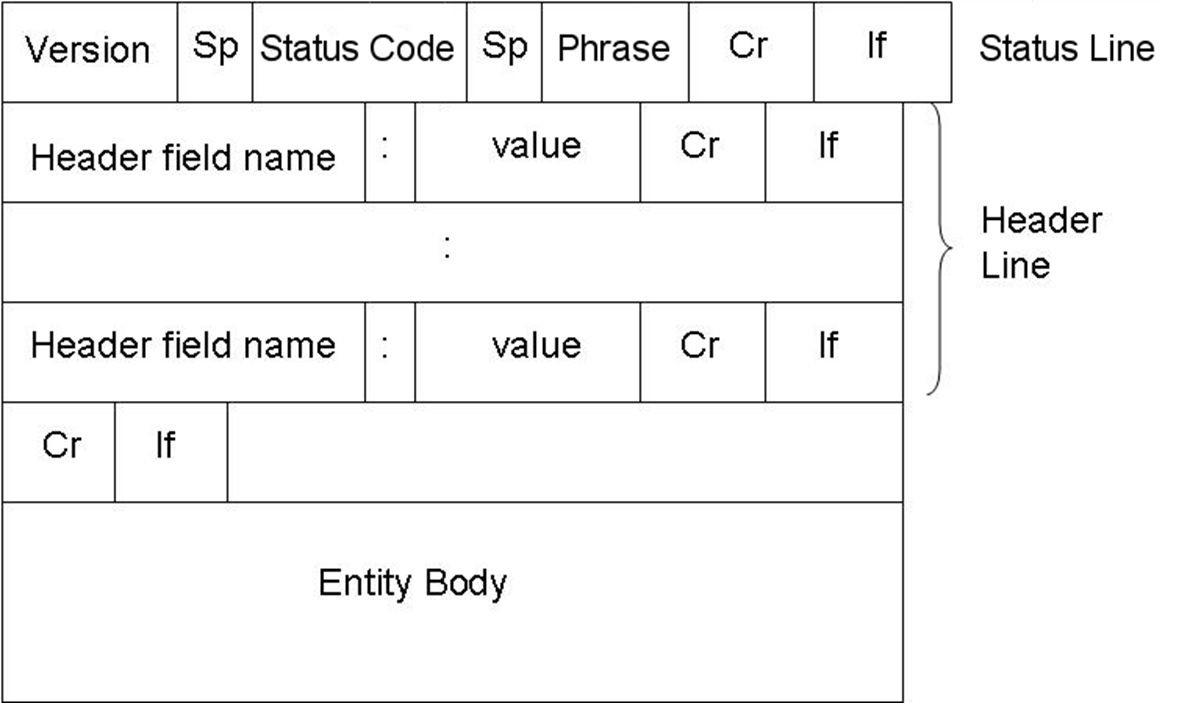 Version Sp Status Code Sp Phrase Cr lf Status Line
Header field name : value Cr lf
:
Header Line
Header field name : value Cr lf
Cr lf
Entity Body